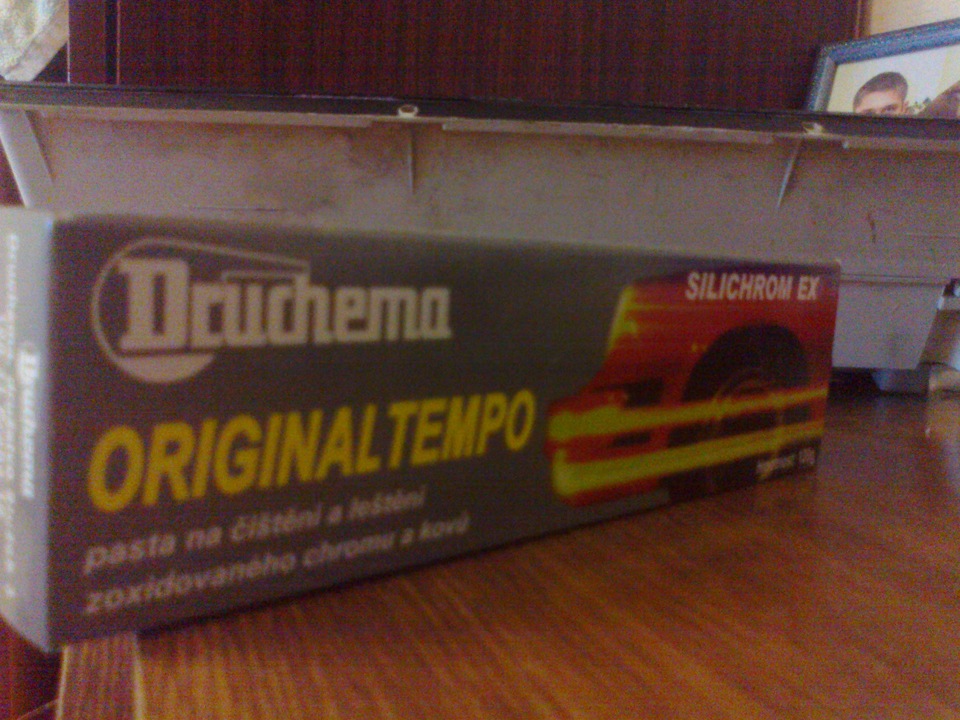 Druchema
SILICHROM EX
ORIGINAL TEMPO
pasta na čištění a leštění
zoxidovaného chromu a kovů